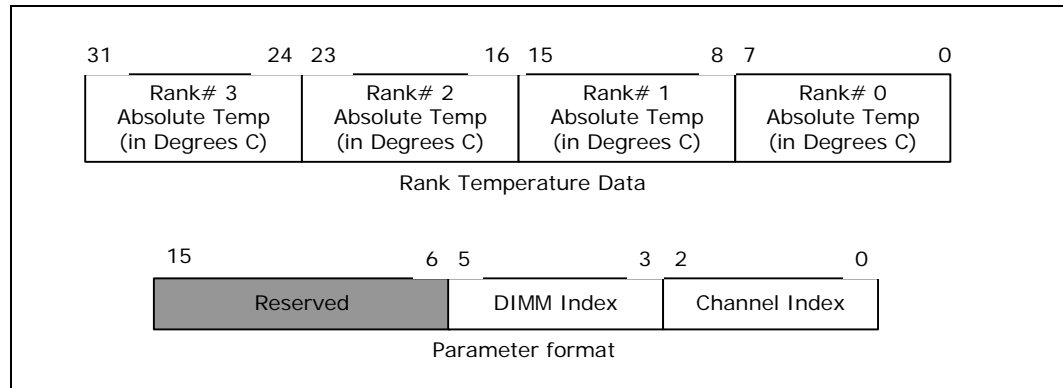 31 24 23 16 15 8 7 0
Rank# 3 Rank# 2 Rank# 1 Rank# 0
Absolute Temp Absolute Temp Absolute Temp Absolute Temp
(in Degrees C) (in Degrees C) (in Degrees C) (in Degrees C)
Rank Temperature Data
15 6 5 3 2 0
Reserved DIMM Index Channel Index
Parameter format